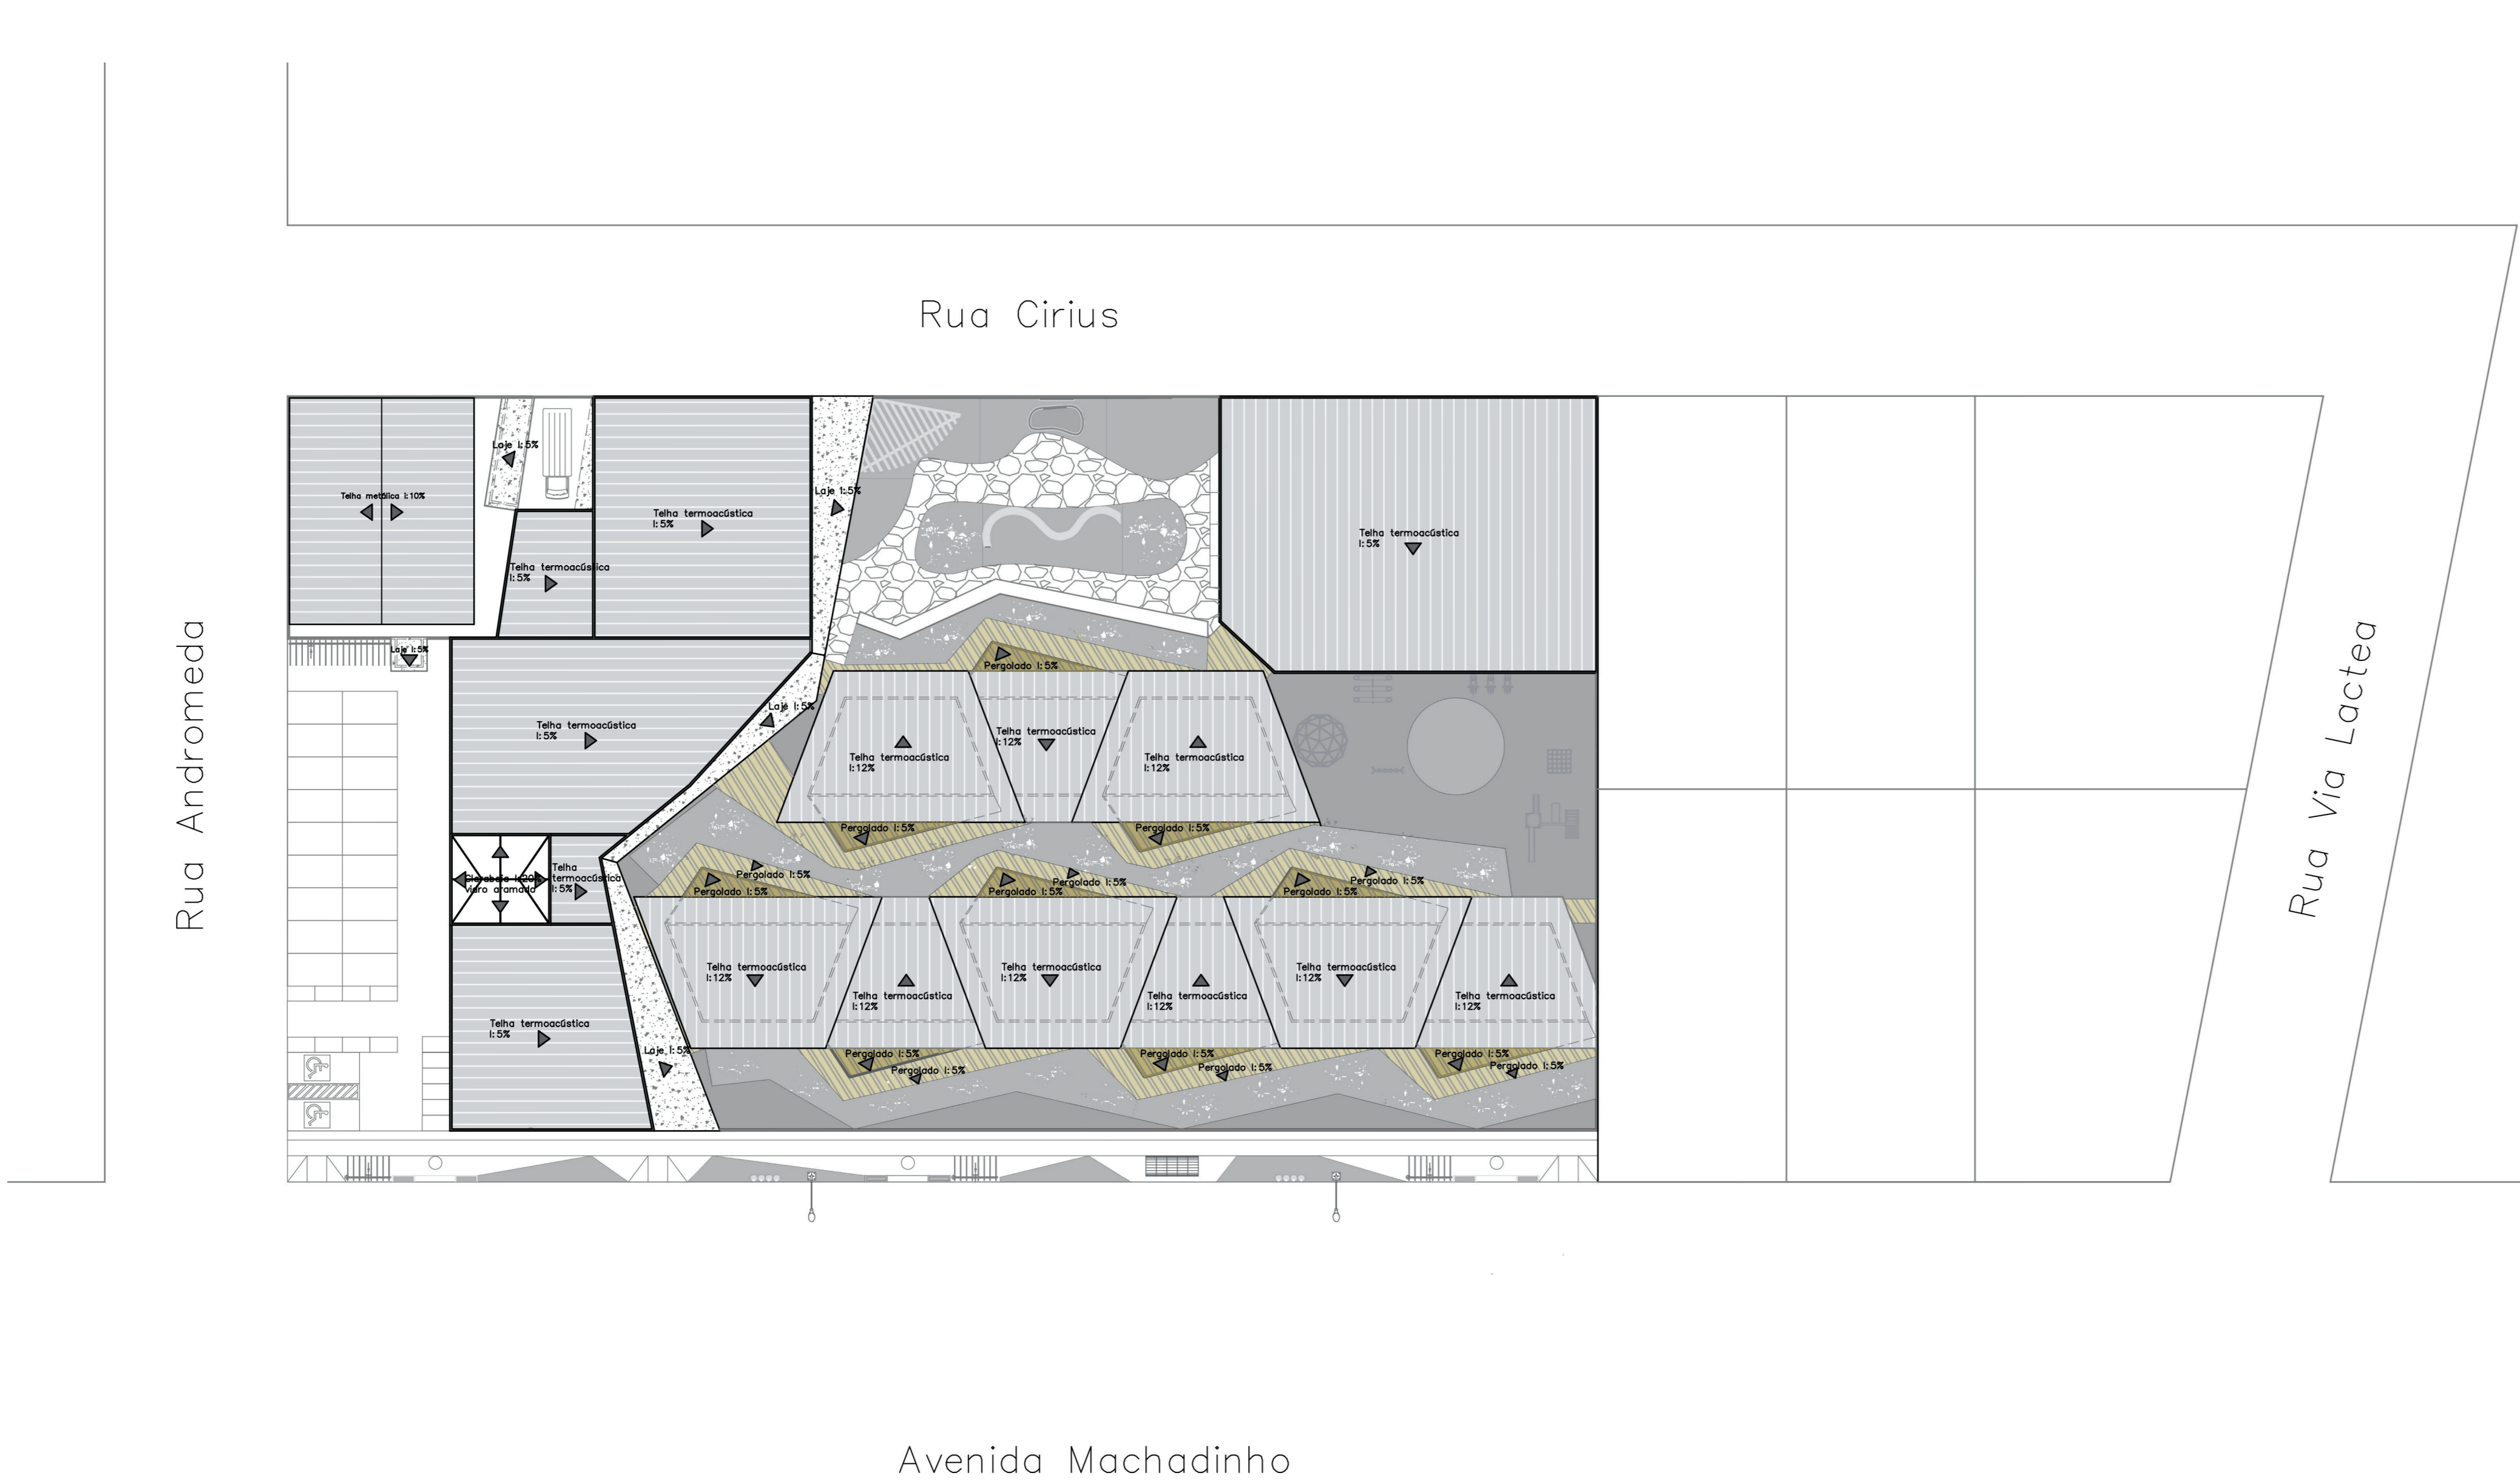 Rua Cirius
Rua Andromeda
Rua Via Lactea
Avenida Machadinho
Laje I:5%
Telha metálica I:10%
Telha termoacústica
I:5%
Laje I:5%
Telha termoacústica
I:5%
Telha termoacústica
I:5%
Laje I:5%
Pergolado I:5%
Telha termoacústica
I:5%
Laje I:5%
Telha termoacústica
I:12%
Telha termoacústica
I:12%
Telha termoacústica
I:12%
Pergolado I:5%
Pergolado I:5%
Clarabóia I:20%
vidro aramado
Telha
termoacústica
I:5%
Pergolado I:5%
Pergolado I:5%
Pergolado I:5%
Pergolado I:5%
Pergolado I:5%
Pergolado I:5%
Telha termoacústica
I:12%
Telha termoacústica
I:12%
Telha termoacústica
I:12%
Telha termoacústica
I:12%
Telha termoacústica
I:12%
Telha termoacústica
I:12%
Telha termoacústica
I:5%
Laje I:5%
Pergolado I:5%
Pergolado I:5%
Pergolado I:5%
Pergolado I:5%
Pergolado I:5%
Pergolado I:5%